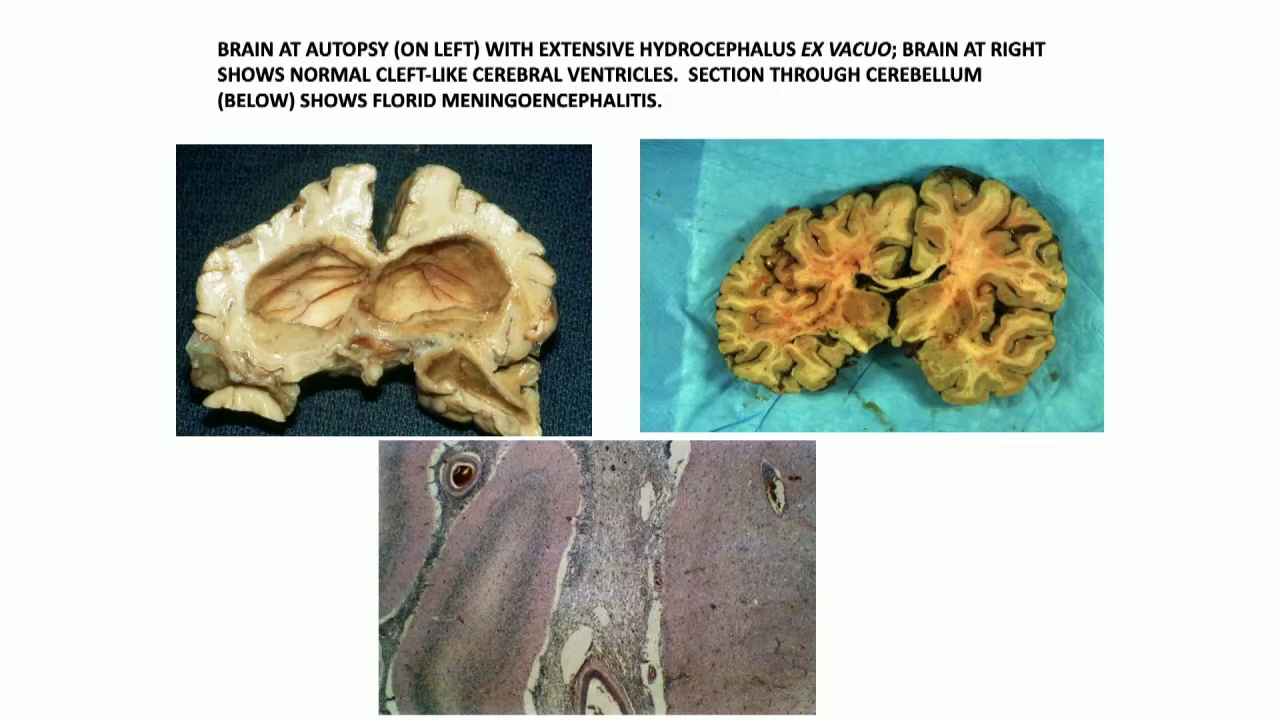 BRAIN AT AUTOPSY (ON LEFT) WITH EXTENSIVE HYDROCEPHALUS EX VACUO; BRAIN AT RIGHT
SHOWS NORMAL CLEFT-LIKE CEREBRAL VENTRICLES. SECTION THROUGH CEREBELLUM
(BELOW) SHOWS FLORID MENINGOENCEPHALITIS.